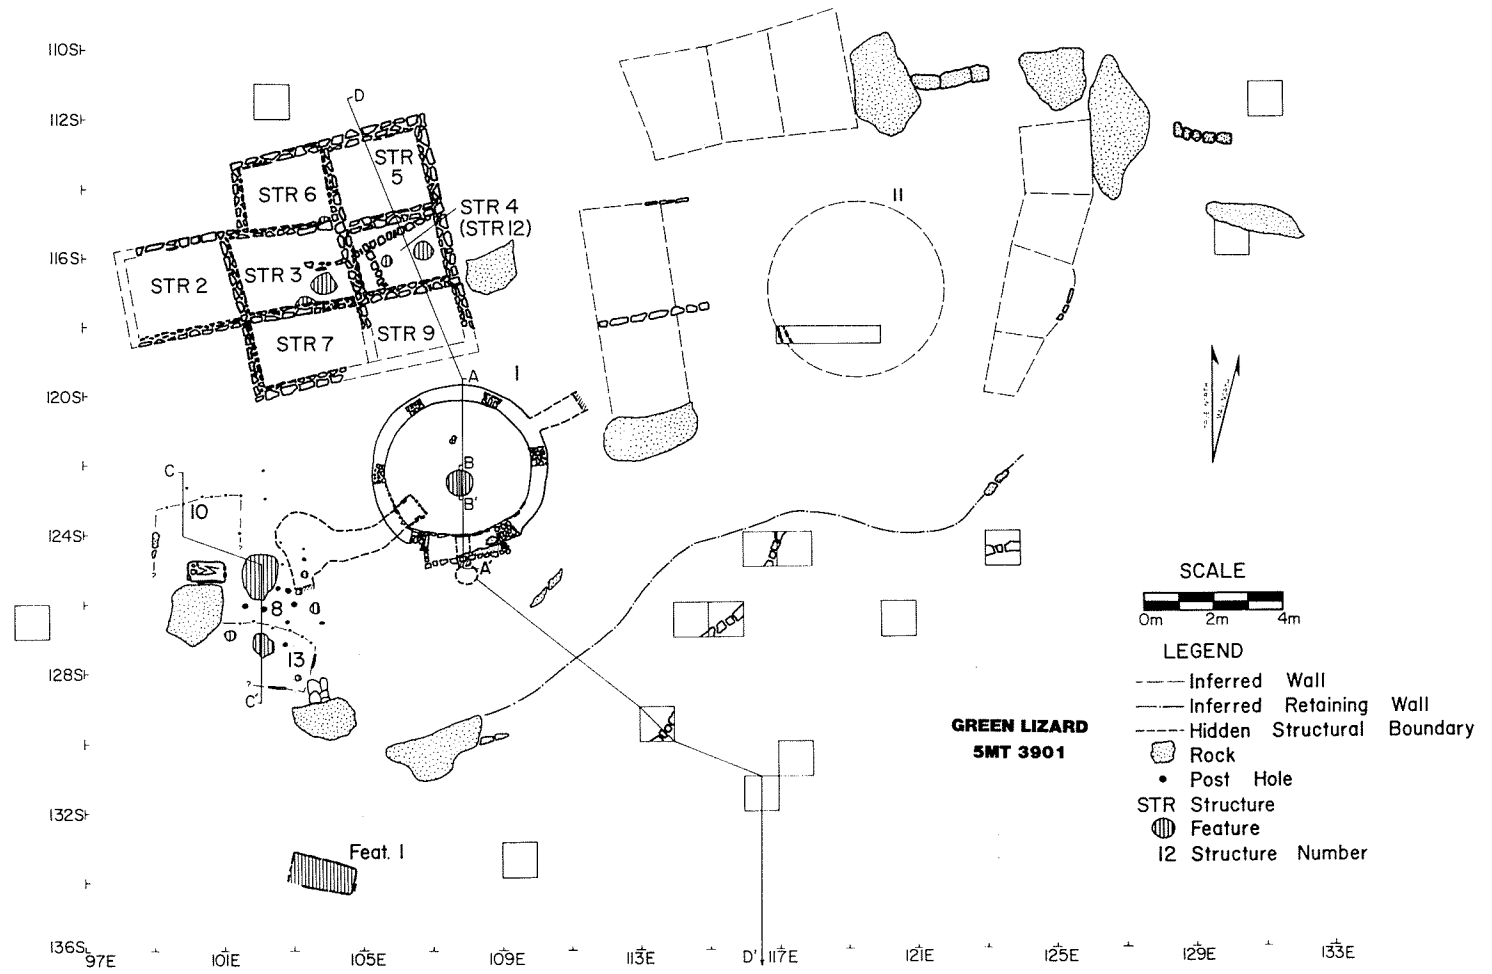 110S
112S
D
STR
5
STR 6
STR 4
(STR 12)
II
116S
STR 3
STR 2
STR 9
STR 7
A
I
120S
C
B
B'
10
124S
A'
8
13
128S
C'
SCALE
0m 2m 4m
LEGEND
Inferred Wall
Inferred Retaining Wall
Hidden Structural Boundary
Rock
Post Hole
STR Structure
Feature
12 Structure Number
GREEN LIZARD
5MT 3901
132S
Feat. 1
136S
97E 101E 105E 109E 113E D' 117E 121E 125E 129E 133E